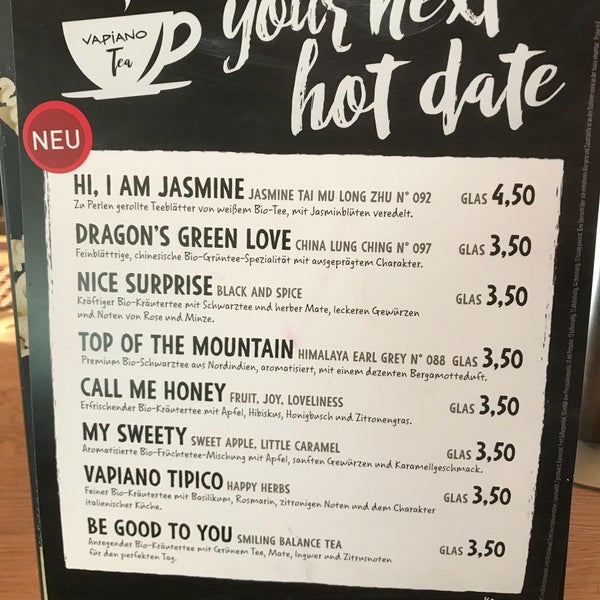 VAPIANO
Tea
your next
hot date
NEU
HI, I AM JASMINE JASMINE TAI MU LONG ZHU N° 092 GLAS 4,50
Zu Perlen gerollte Teeblätter von weißem Bio-Tee, mit Jasminblüten veredelt.
DRAGON'S GREEN LOVE CHINA LUNG CHING N° 097 GLAS 3,50
Feinblättrige, chinesische Bio-Grüntee-Spezialität mit ausgeprägtem Charakter.
NICE SURPRISE BLACK AND SPICE GLAS 3,50
Kräftiger Bio-Kräutertee mit Schwarztee und herber Mate, leckeren Gewürzen
und Noten von Rose und Minze.
TOP OF THE MOUNTAIN HIMALAYA EARL GREY N° 088 GLAS 3,50
Premium Bio-Schwarztee aus Nordindien, aromatisiert, mit einem dezenten Bergamotteduft.
CALL ME HONEY FRUIT. JOY. LOVELINESS GLAS 3,50
Erfrischender Bio-Kräutertee mit Apfel, Hibiskus, Honigbusch und Zitronengras.
MY SWEETY SWEET APPLE, LITTLE CARAMEL GLAS 3,50
Aromatisierte Bio-Früchtetee-Mischung mit Apfel, sanften Gewürzen und Karamellgeschmack.
VAPIANO TIPICO HAPPY HERBS GLAS 3,50
Feiner Bio-Kräutertee mit Basilikum, Rosmarin, zitronigen Noten und dem Charakter
italienischer Küche.
BE GOOD TO YOU SMILING BALANCE TEA GLAS 3,50
Anregender Bio-Kräutertee mit Grünem Tee, Mate, Ingwer und Zitrusnoten
für den perfekten Tag.